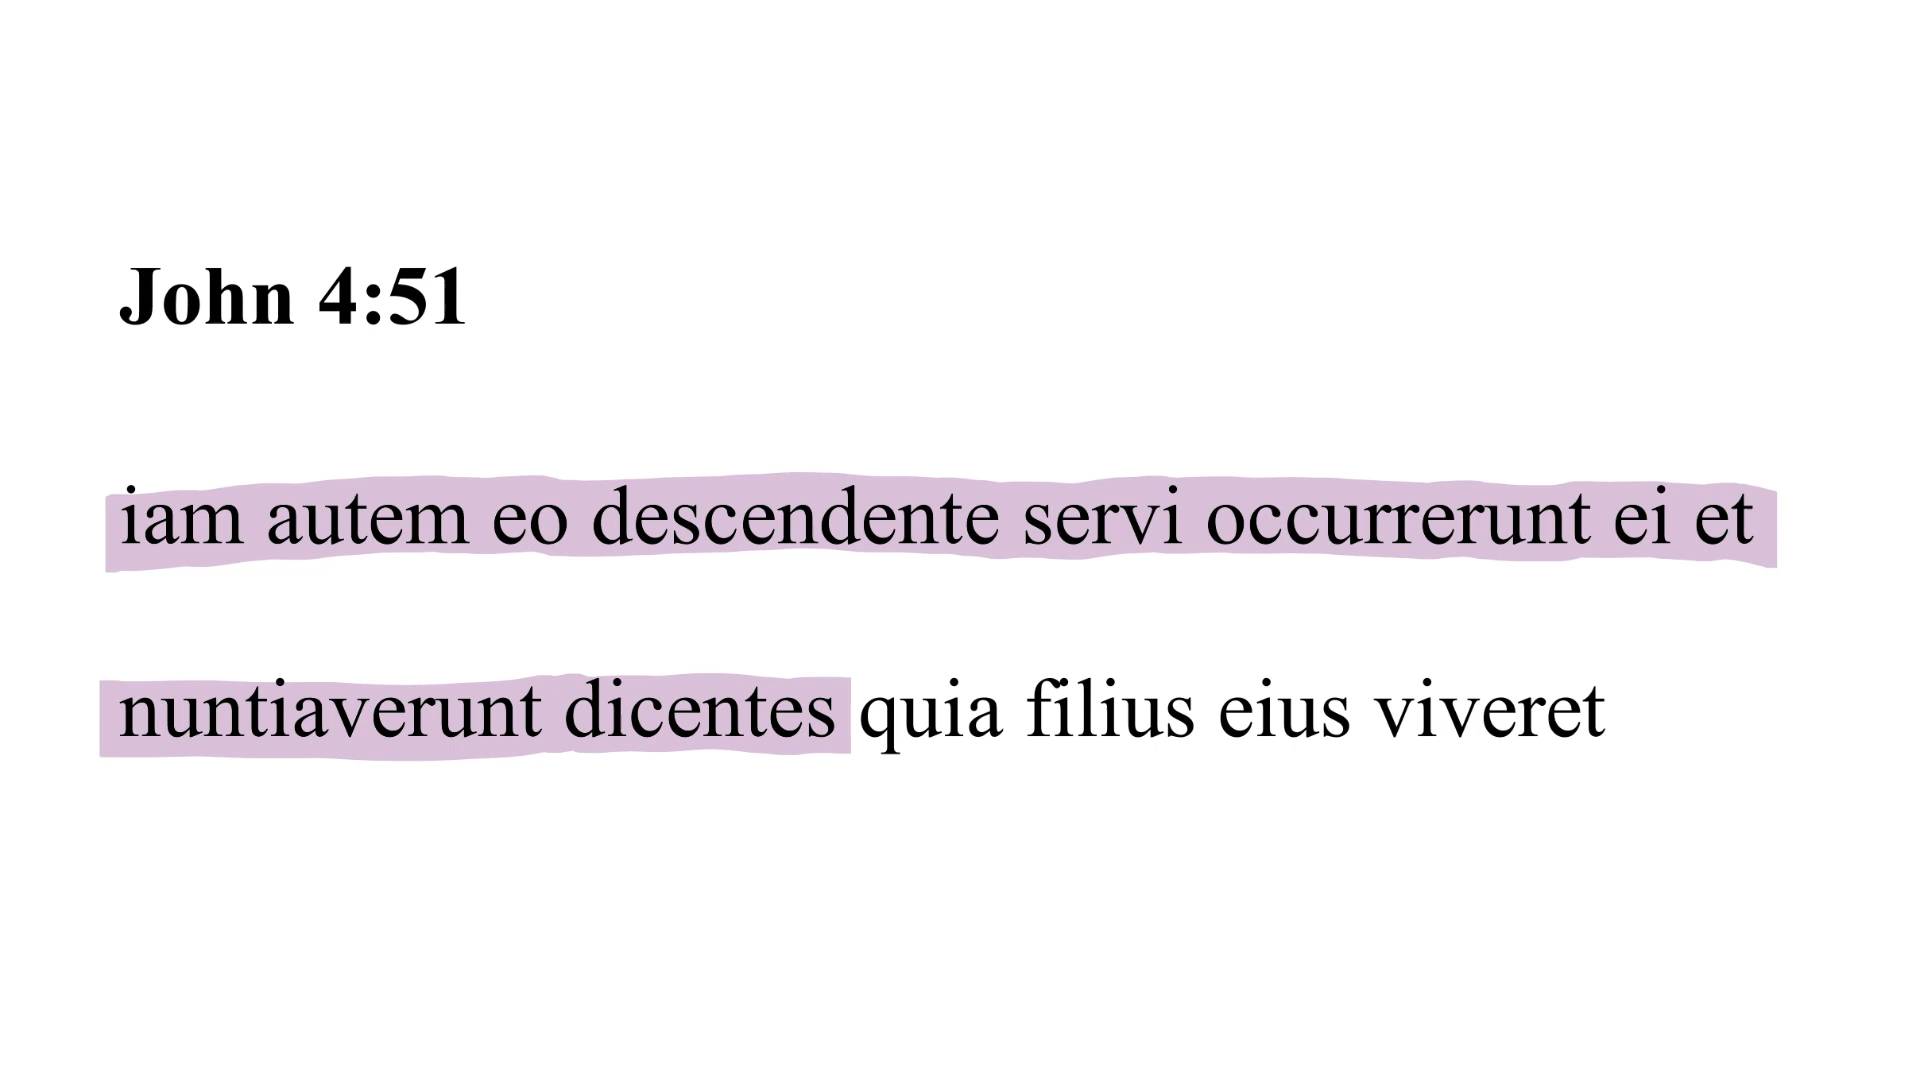 John 4:51
iam autem eo descendente servi occurrerunt ei et
nuntiaverunt dicentes quia filius eius viveret